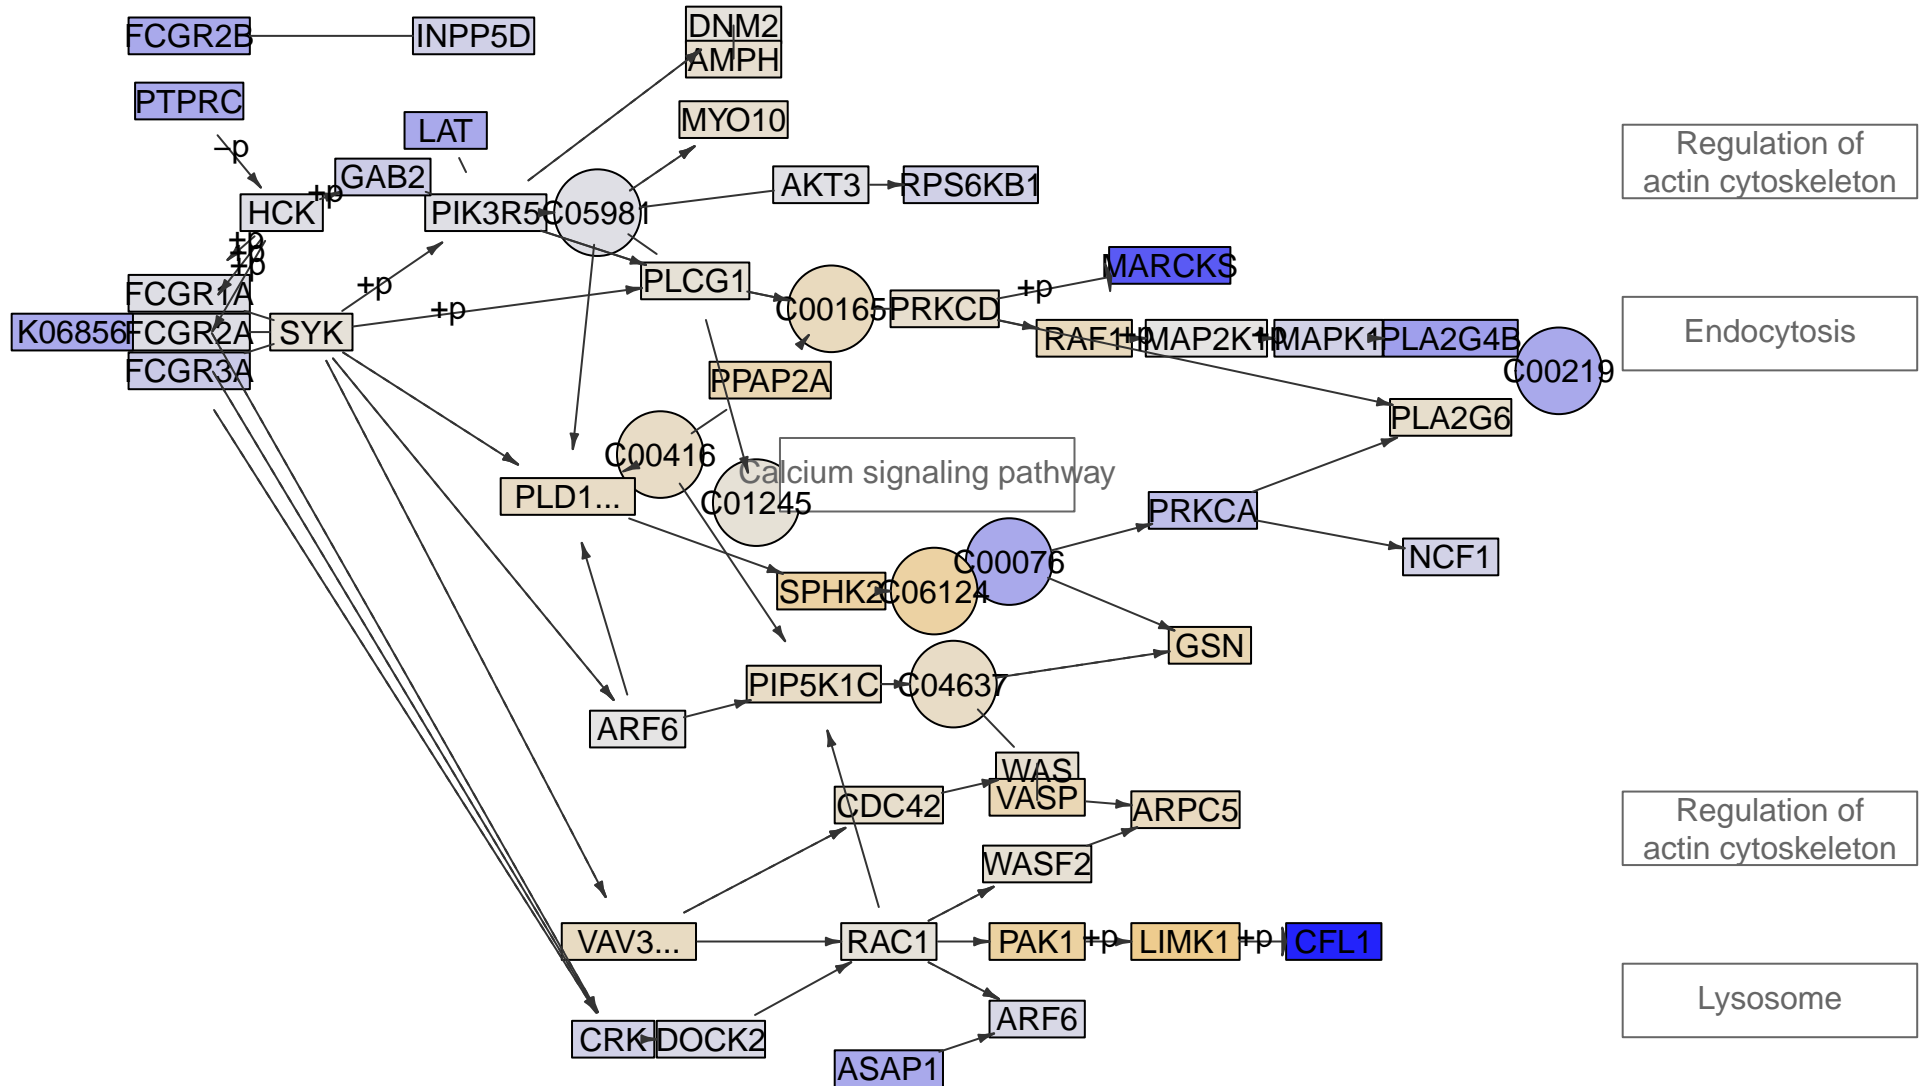 DNM2
FCGR2B
INPP5D
AMPH
PTPRC
MYO10
LAT
–p
Regulation of
actin cytoskeleton
GAB2
+p
AKT3
RPS6KB1
HCK
PIK3R5
C05981
+p
+p
+p
MARCKS
PLCG1
+p
+p
FCGR1A
C00165
PRKCD
+p
K06856
FCGR2A
SYK
Endocytosis
RAF1
+p
MAP2K1
+p
MAPK1
PLA2G4B
FCGR3A
C00219
PPAP2A
PLA2G6
C00416
Calcium signaling pathway
PLD1...
C01245
PRKCA
NCF1
C00076
SPHK2
C06124
GSN
PIP5K1C
C04637
ARF6
WAS
VASP
CDC42
ARPC5
Regulation of
actin cytoskeleton
WASF2
VAV3...
RAC1
PAK1
+p
LIMK1
+p
CFL1
Lysosome
ARF6
CRK
DOCK2
ASAP1